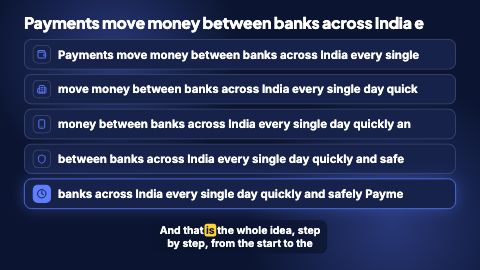 Payments move money between banks across India e
Payments move money between banks across India every single
move money between banks across India every single day quick
money between banks across India every single day quickly an
between banks across India every single day quickly and safe
banks across India every single day quickly and safely Payme
And that is the whole idea, step
by step, from the start to the